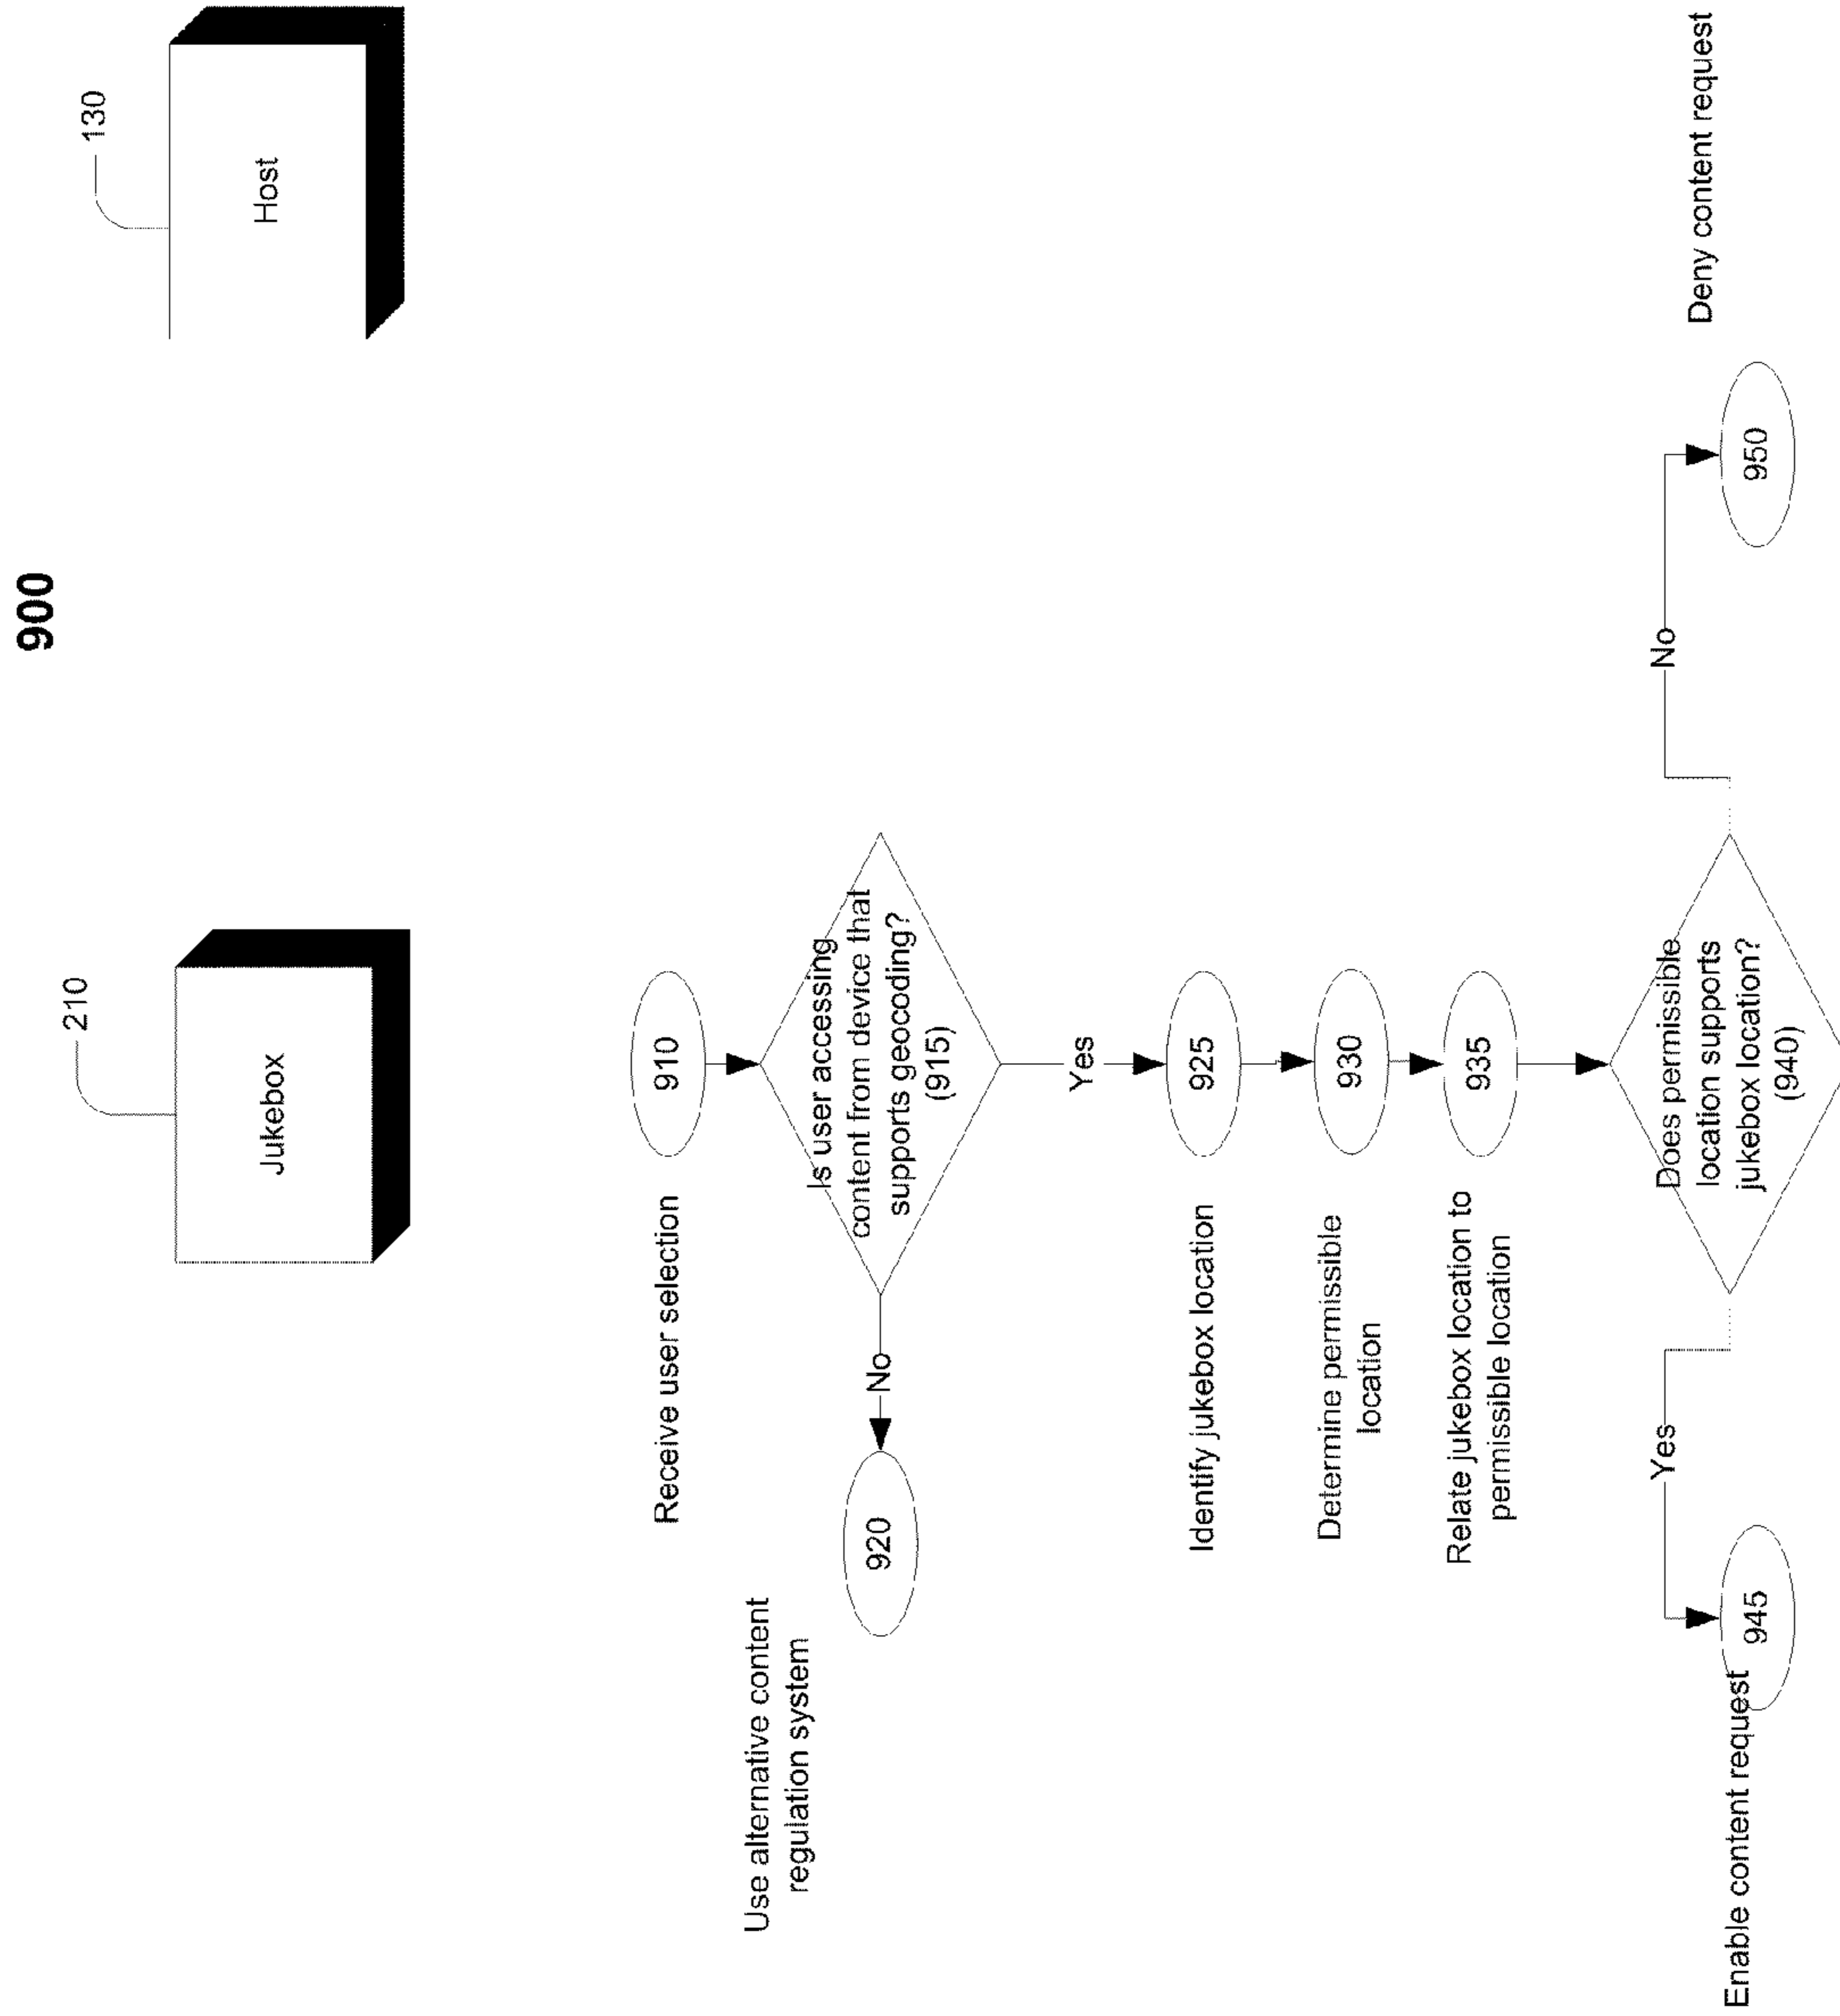 900
210
Jukebox
130
Host
Receive user selection
910
Is user accessing
content from device that
supports geocoding?
(915)
No
Use alternative content
regulation system
920
Yes
Identify jukebox location
925
Determine permissible
location
930
Relate jukebox location to
permissible location
935
Does permissible
location supports
jukebox location?
(940)
Yes
Enable content request
945
No
950
Deny content request